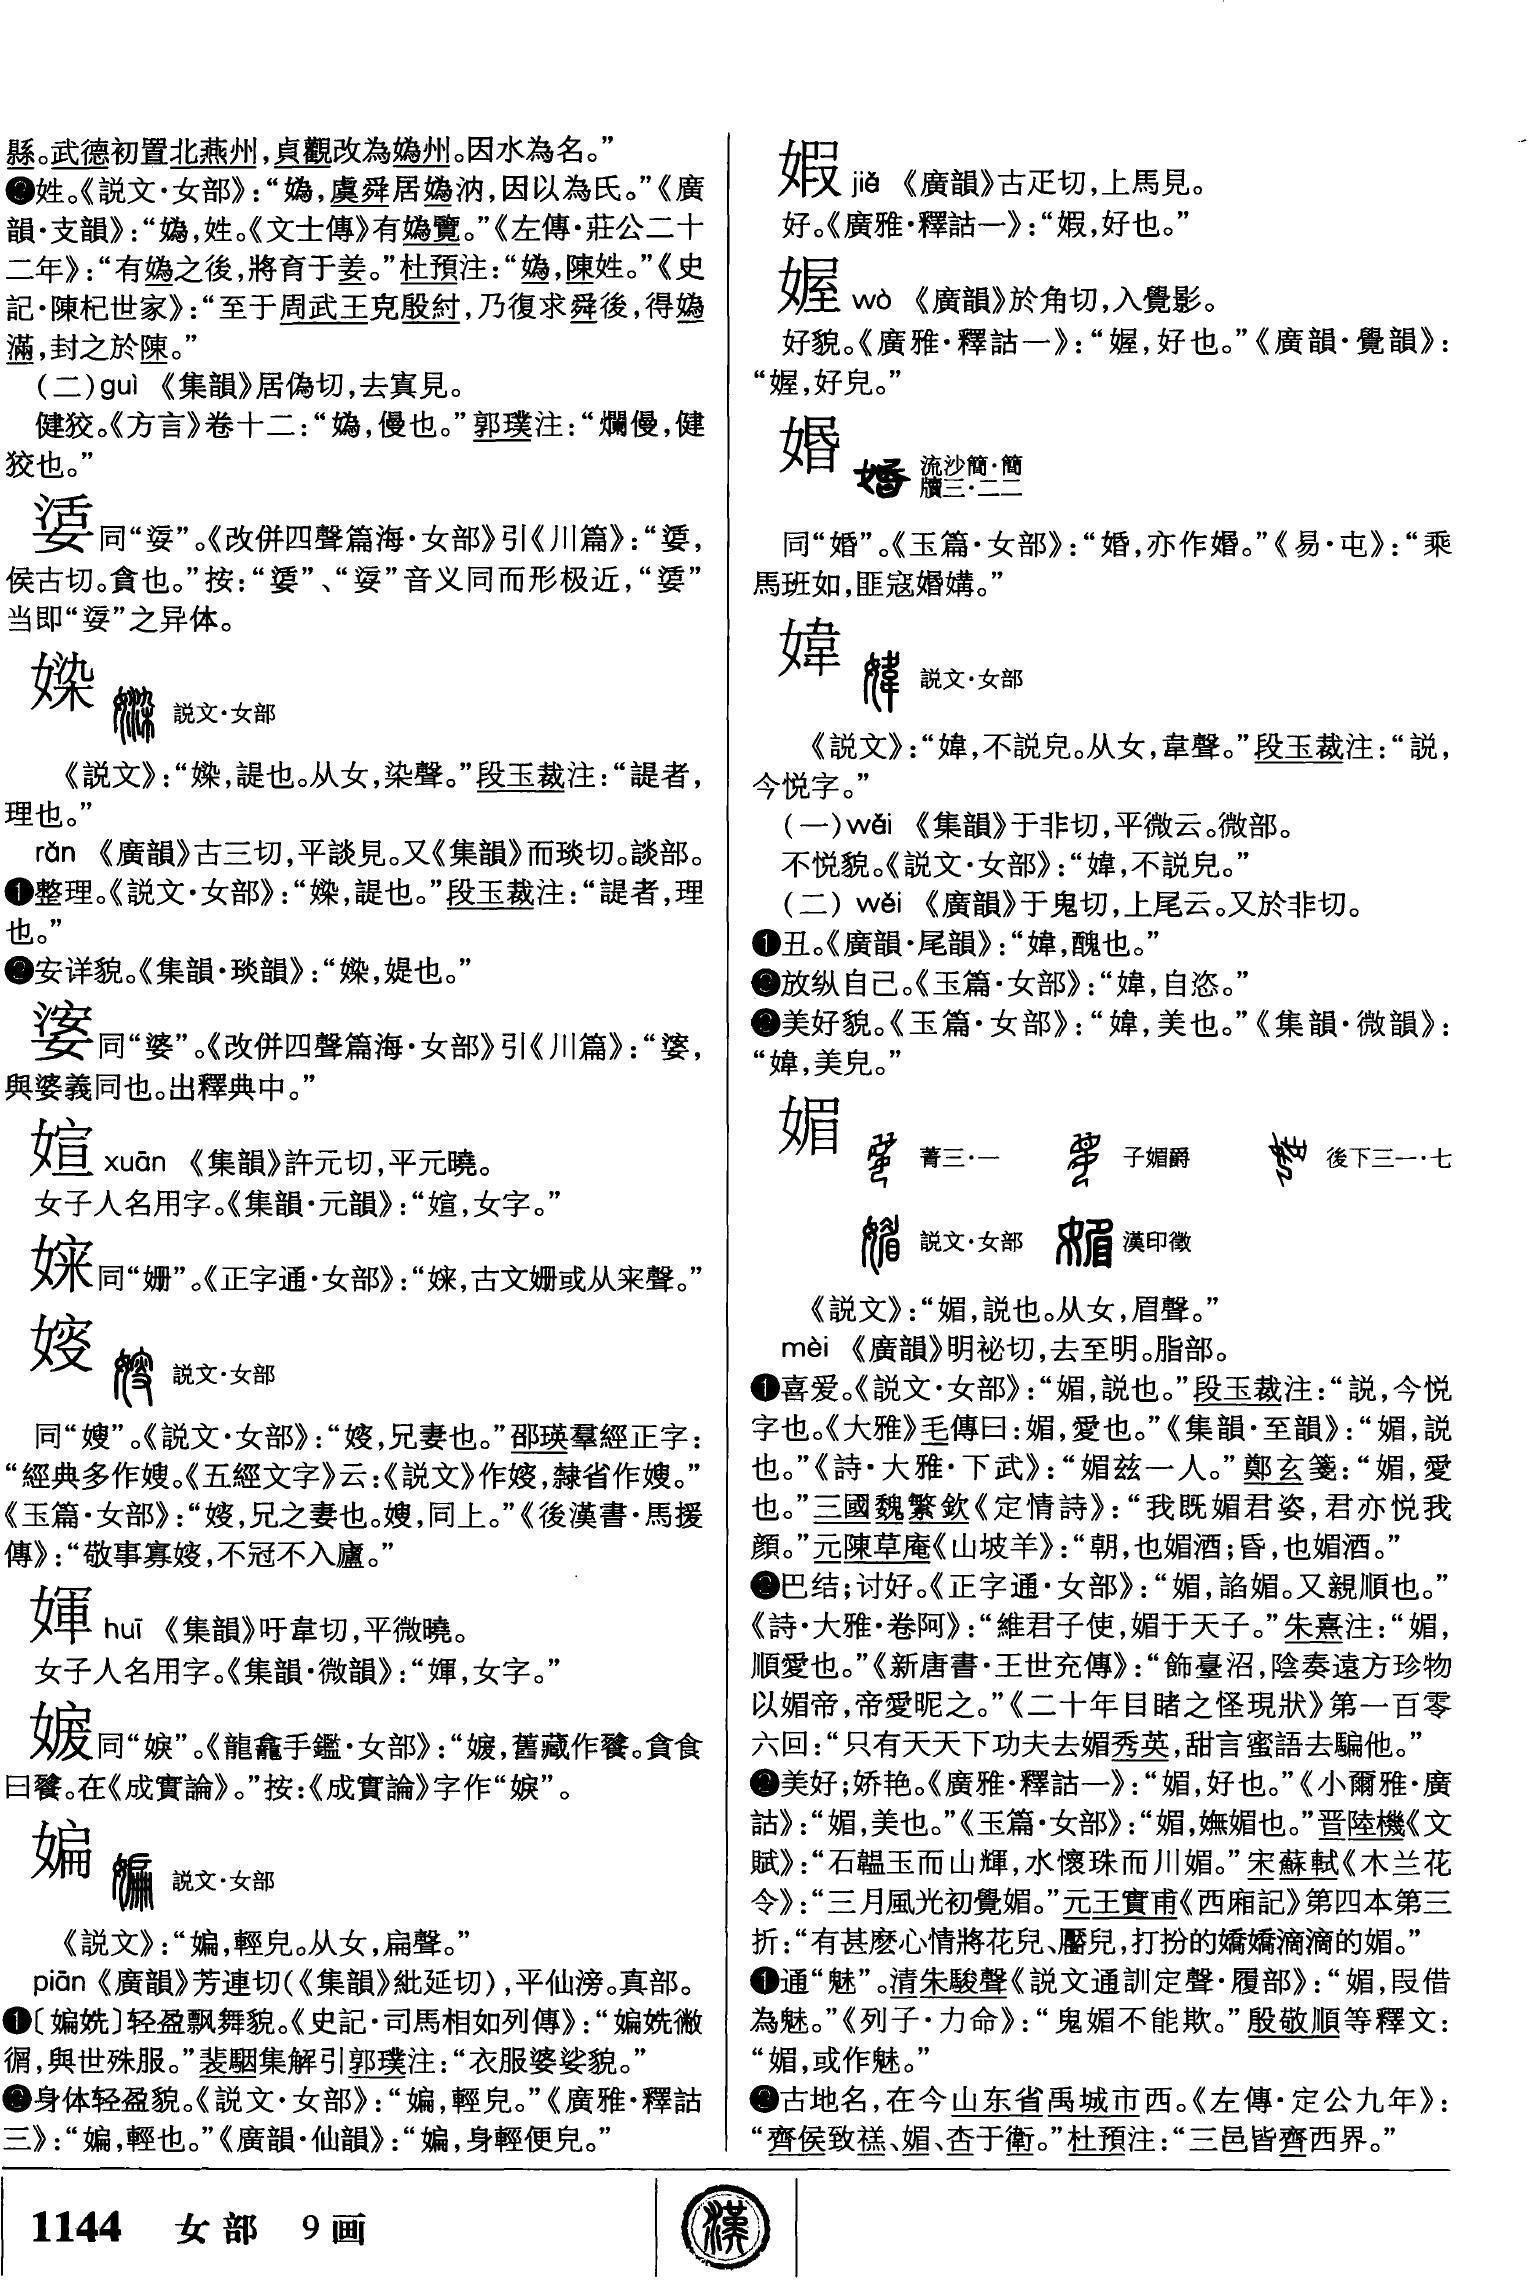 縣。武德初置北燕州，貞觀改為媯州。因水為名。”
❷姓。《説文·女部》：“媯，虞舜居媯汭，因以為氏。”《廣
韻·支韻》：“媯，姓。《文士傳》有媯覽。”《左傳·莊公二十
二年》：“有媯之後，將育于姜。”杜預注：“媯，陳姓。”《史
記·陳杞世家》：“至于周武王克殷紂，乃復求舜後，得媯
滿，封之於陳。”
（二）guì 《集韻》居偽切，去寘見。
健狡。《方言》卷十二：“媯，優也。”郭璞注：“爛優，健
狡也。”
同“㛦”。《改併四聲篇海·女部》引《川篇》：“
侯古切。貪也。”按：
当即“㛦”之异体。
媣 説文·女部
《説文》：“媣，諟也。从女，染聲。”段玉裁注：“諟者，
理也。”
rǎn 《廣韻》古三切，平談見。又《集韻》而琰切。談部。
❶整理。《説文·女部》：“媣，諟也。”段玉裁注：“諟者，理
也。”
❷安详貌。《集韻·琰韻》：“媣，媞也。”
同“婆”。《改併四聲篇海·女部》引《川篇》：“
與婆義同也。出釋典中。”
媗 xuān 《集韻》許元切，平元曉。
女子人名用字。《集韻·元韻》：“媗，女字。”
同“姍”。《正字通·女部》：“ ，古文姍或从宲聲。”
㛮 説文·女部
同“嫂”。《説文·女部》：“㛮，兄妻也。”邵瑛羣經正字：
“經典多作嫂。《五經文字》云：《説文》作㛮，隸省作嫂。”
《玉篇·女部》：“㛮，兄之妻也。嫂，同上。”《後漢書·馬援
傳》：“敬事寡㛮，不冠不入廬。”
媈 huī 《集韻》吁韋切，平微曉。
女子人名用字。《集韻·微韻》：“媈，女字。”
同“ ”。《龍龕手鑑·女部》：“ ，舊藏作餮。貪食
曰餮。在《成實論》。”按：《成實論》字作“ ”。
媥 説文·女部
《説文》：“媥，輕皃。从女，扁聲。”
piān 《廣韻》芳連切（《集韻》紕延切），平仙滂。真部。
❶〔媥姺〕轻盈飘舞貌。《史記·司馬相如列傳》：“媥姺徶
㣯，與世殊服。”裴駰集解引郭璞注：“衣服婆娑貌。”
❷身体轻盈貌。《説文·女部》：“媥，輕皃。”《廣雅·釋詁
三》：“媥，輕也。”《廣韻·仙韻》：“媥，身輕便皃。”
婽 jiě 《廣韻》古疋切，上馬見。
好。《廣雅·釋詁一》：“婽，好也。”
媉 wò 《廣韻》於角切，入覺影。
好貌。《廣雅·釋詁一》：“媉，好也。”《廣韻·覺韻》：
“媉，好皃。”
㛰 流沙簡·簡
牘三·二二
同“婚”。《玉篇·女部》：“婚，亦作㛰。”《易·屯》：“乘
馬班如，匪寇婚媾。”
媁 説文·女部
《説文》：“媁，不説皃。从女，韋聲。”段玉裁注：“説，
今悦字。”
（一）wěi 《集韻》于非切，平微云。微部。
不悦貌。《説文·女部》：“媁，不説皃。”
（二）wěi 《廣韻》于鬼切，上尾云。又於非切。
❶丑。《廣韻·尾韻》：“媁，醜也。”
❷放纵自己。《玉篇·女部》：“媁，自恣。”
❸美好貌。《玉篇·女部》：“媁，美也。”《集韻·微韻》：
“媁，美皃。”
媚 菁三·一 子媚爵 後下三一·七
説文·女部 漢印徵
《説文》：“媚，説也。从女，眉聲。”
mèi 《廣韻》明祕切，去至明。脂部。
❶喜爱。《説文·女部》：“媚，説也。”段玉裁注：“説，今悦
字也。《大雅》毛傳曰：媚，愛也。”《集韻·至韻》：“媚，説
也。”《詩·大雅·下武》：“媚兹一人。”鄭玄箋：“媚，愛
也。”三國魏繁欽《定情詩》：“我既媚君姿，君亦悦我
顔。”元陳草庵《山坡羊》：“朝，也媚酒；昏，也媚酒。”
❷巴结；讨好。《正字通·女部》：“媚，諂媚。又親順也。”
《詩·大雅·卷阿》：“維君子使，媚于天子。”朱熹注：“媚，
順愛也。”《新唐書·王世充傳》：“飾臺沼，陰奏遠方珍物
以媚帝，帝愛昵之。”《二十年目睹之怪現狀》第一百零
六回：“只有天天下功夫去媚秀英，甜言蜜語去騙他。”
❸美好；娇艳。《廣雅·釋詁一》：“媚，好也。”《小爾雅·廣
詁》：“媚，美也。”《玉篇·女部》：“媚，嫵媚也。”晋陸機《文
賦》：“石韞玉而山輝，水懷珠而川媚。”宋蘇軾《木兰花
令》：“三月風光初覺媚。”元王實甫《西廂記》第四本第三
折：“有甚麽心情將花兒、靨兒，打扮的嬌嬌滴滴的媚。”
❹通“魅”。清朱駿聲《説文通訓定聲·履部》：“媚，叚借
為魅。”《列子·力命》：“鬼媚不能欺。”殷敬順等釋文：
“媚，或作魅。”
❺古地名，在今山东省禹城市西。《左傳·定公九年》：
“齊侯致禚、媚、杏于衛。”杜預注：“三邑皆齊西界。”
1144 女部 9画
漢